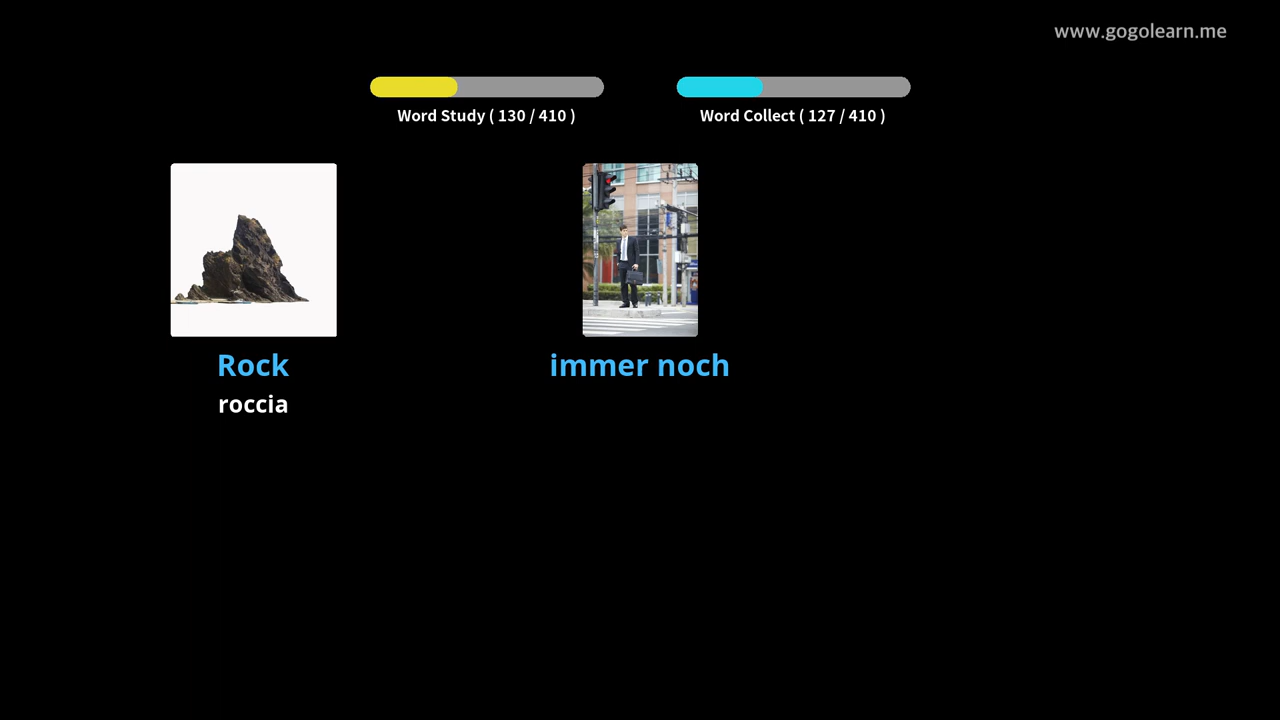 www.gogolearn.me
Word Study ( 130 / 410 )
Word Collect ( 127 / 410 )
Rock
immer noch
roccia